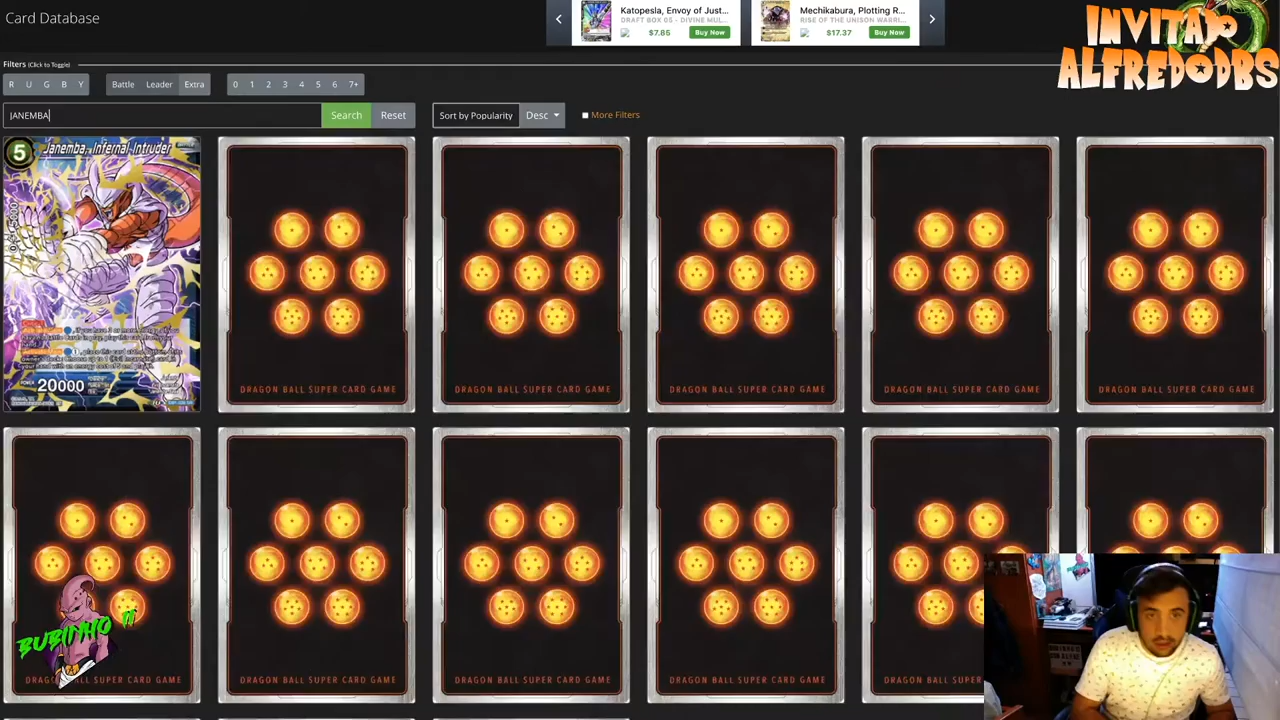 Card Database
Katopesla, Envoy of Just...
DRAFT BOX 05 - DIVINE MUL...
$7.85
Buy Now
Mechikabura, Plotting R...
RISE OF THE UNISON WARRI...
$17.37
Buy Now
INVITADO
ALFREDODBS
Filters (Click to Toggle)
R U G B Y
Battle Leader Extra
0 1 2 3 4 5 6 7+
JANEMBA
Search
Reset
Sort by Popularity
Desc
More Filters
5
Janemba, Infernal Intruder
20000
DRAGON BALL SUPER CARD GAME
DRAGON BALL SUPER CARD GAME
DRAGON BALL SUPER CARD GAME
DRAGON BALL SUPER CARD GAME
DRAGON BALL SUPER CARD GAME
BUBINHO 11
DRAGON BALL SUPER CARD GAME
DRAGON BALL SUPER CARD GAME
DRAGON BALL SUPER CARD GAME
DRAGON BALL SUPER CARD GAME
DRAGON BALL SUPER